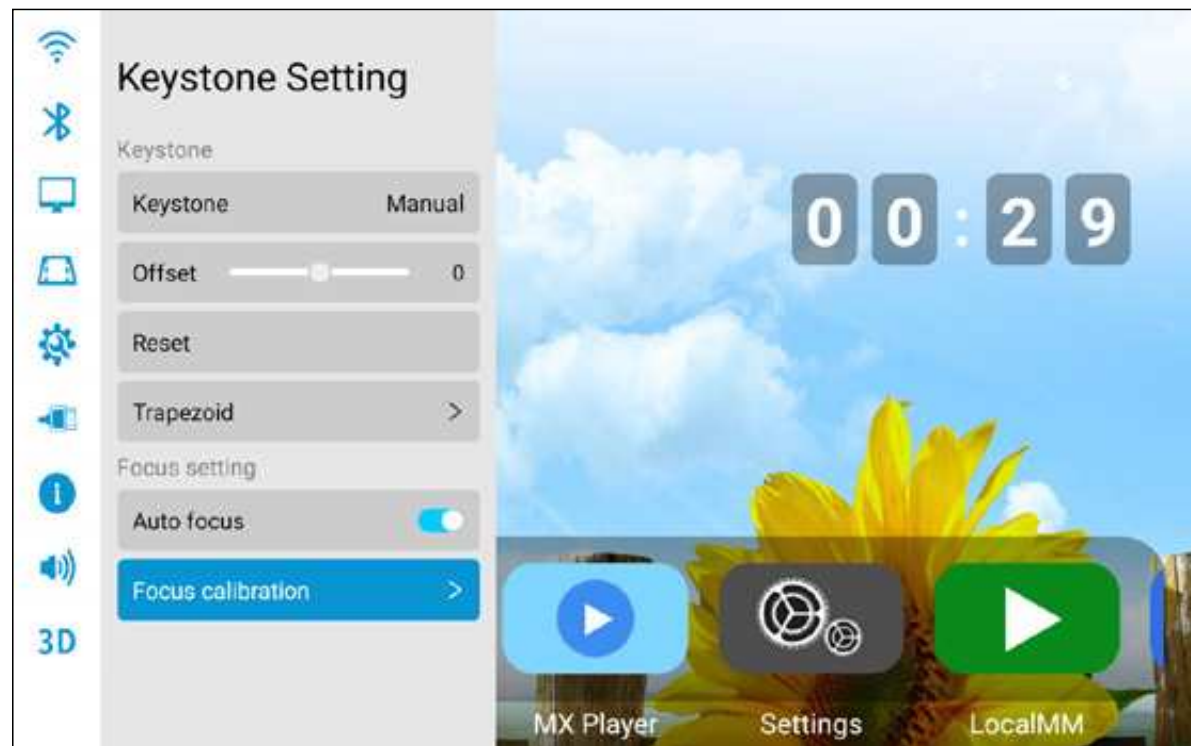 Keystone Setting
Keystone
Keystone Manual
Offset 0
Reset
Trapezoid >
Focus setting
Auto focus
Focus calibration >
3D
00:29
MX Player
Settings
LocalMM